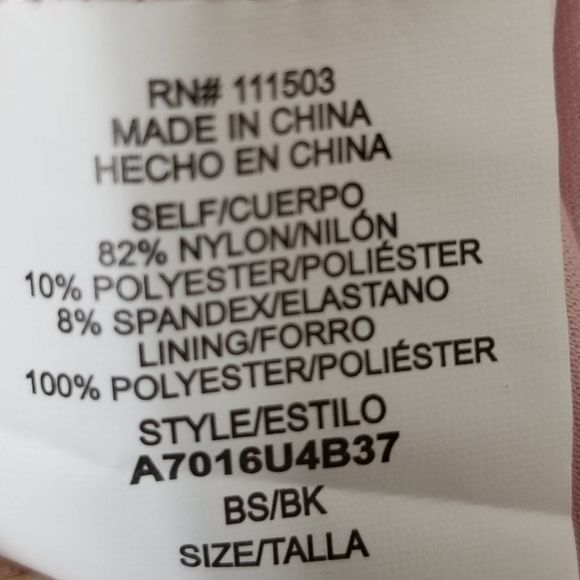 RN# 111503
MADE IN CHINA
HECHO EN CHINA
SELF/CUERPO
82% NYLON/NILÓN
10% POLYESTER/POLIÉSTER
8% SPANDEX/ELASTANO
LINING/FORRO
100% POLYESTER/POLIÉSTER
STYLE/ESTILO
A7016U4B37
BS/BK
SIZE/TALLA